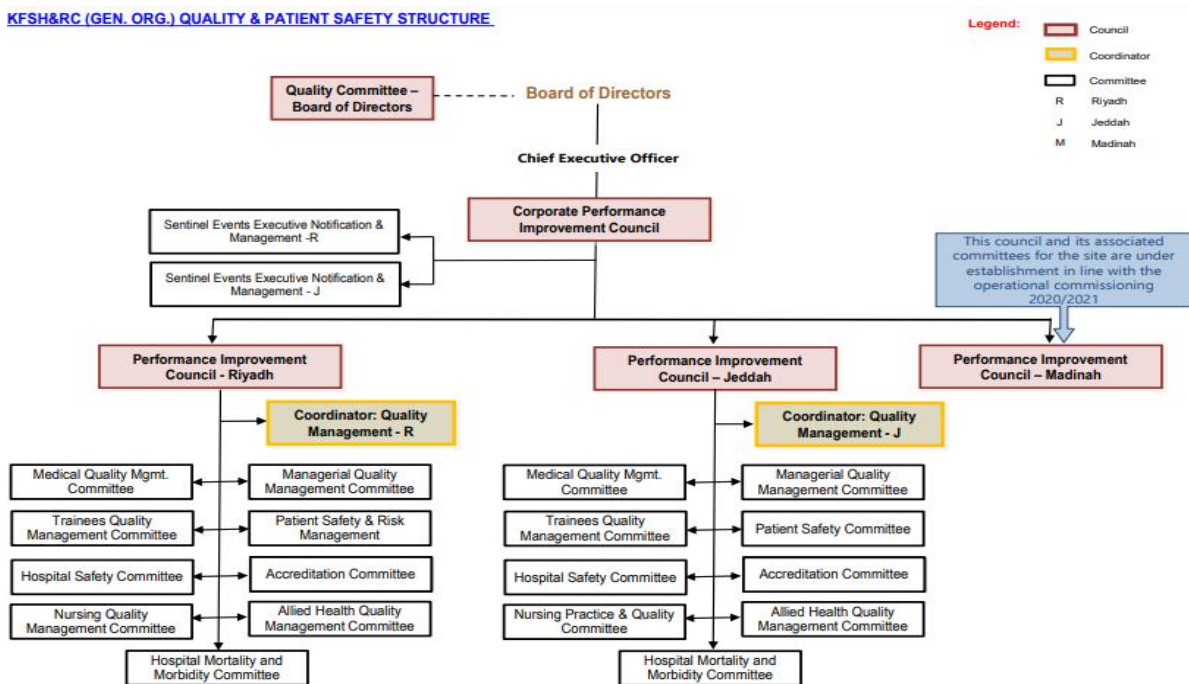 KFSH&RC (GEN. ORG.) QUALITY & PATIENT SAFETY STRUCTURE
Legend:
Council
Coordinator
Committee
R Riyadh
J Jeddah
M Madinah
Quality Committee –
Board of Directors
Board of Directors
Chief Executive Officer
Corporate Performance
Improvement Council
Sentinel Events Executive Notification &
Management -R
Sentinel Events Executive Notification &
Management - J
This council and its associated
committees for the site are under
establishment in line with the
operational commissioning
2020/2021
Performance Improvement
Council - Riyadh
Performance Improvement
Council – Jeddah
Performance Improvement
Council – Madinah
Coordinator: Quality
Management - R
Coordinator: Quality
Management - J
Medical Quality Mgmt.
Committee
Managerial Quality
Management Committee
Trainees Quality
Management Committee
Patient Safety & Risk
Management
Hospital Safety Committee
Accreditation Committee
Nursing Quality
Management Committee
Allied Health Quality
Management Committee
Hospital Mortality and
Morbidity Committee
Medical Quality Mgmt.
Committee
Managerial Quality
Management Committee
Trainees Quality
Management Committee
Patient Safety Committee
Hospital Safety Committee
Accreditation Committee
Nursing Practice & Quality
Committee
Allied Health Quality
Management Committee
Hospital Mortality and
Morbidity Committee